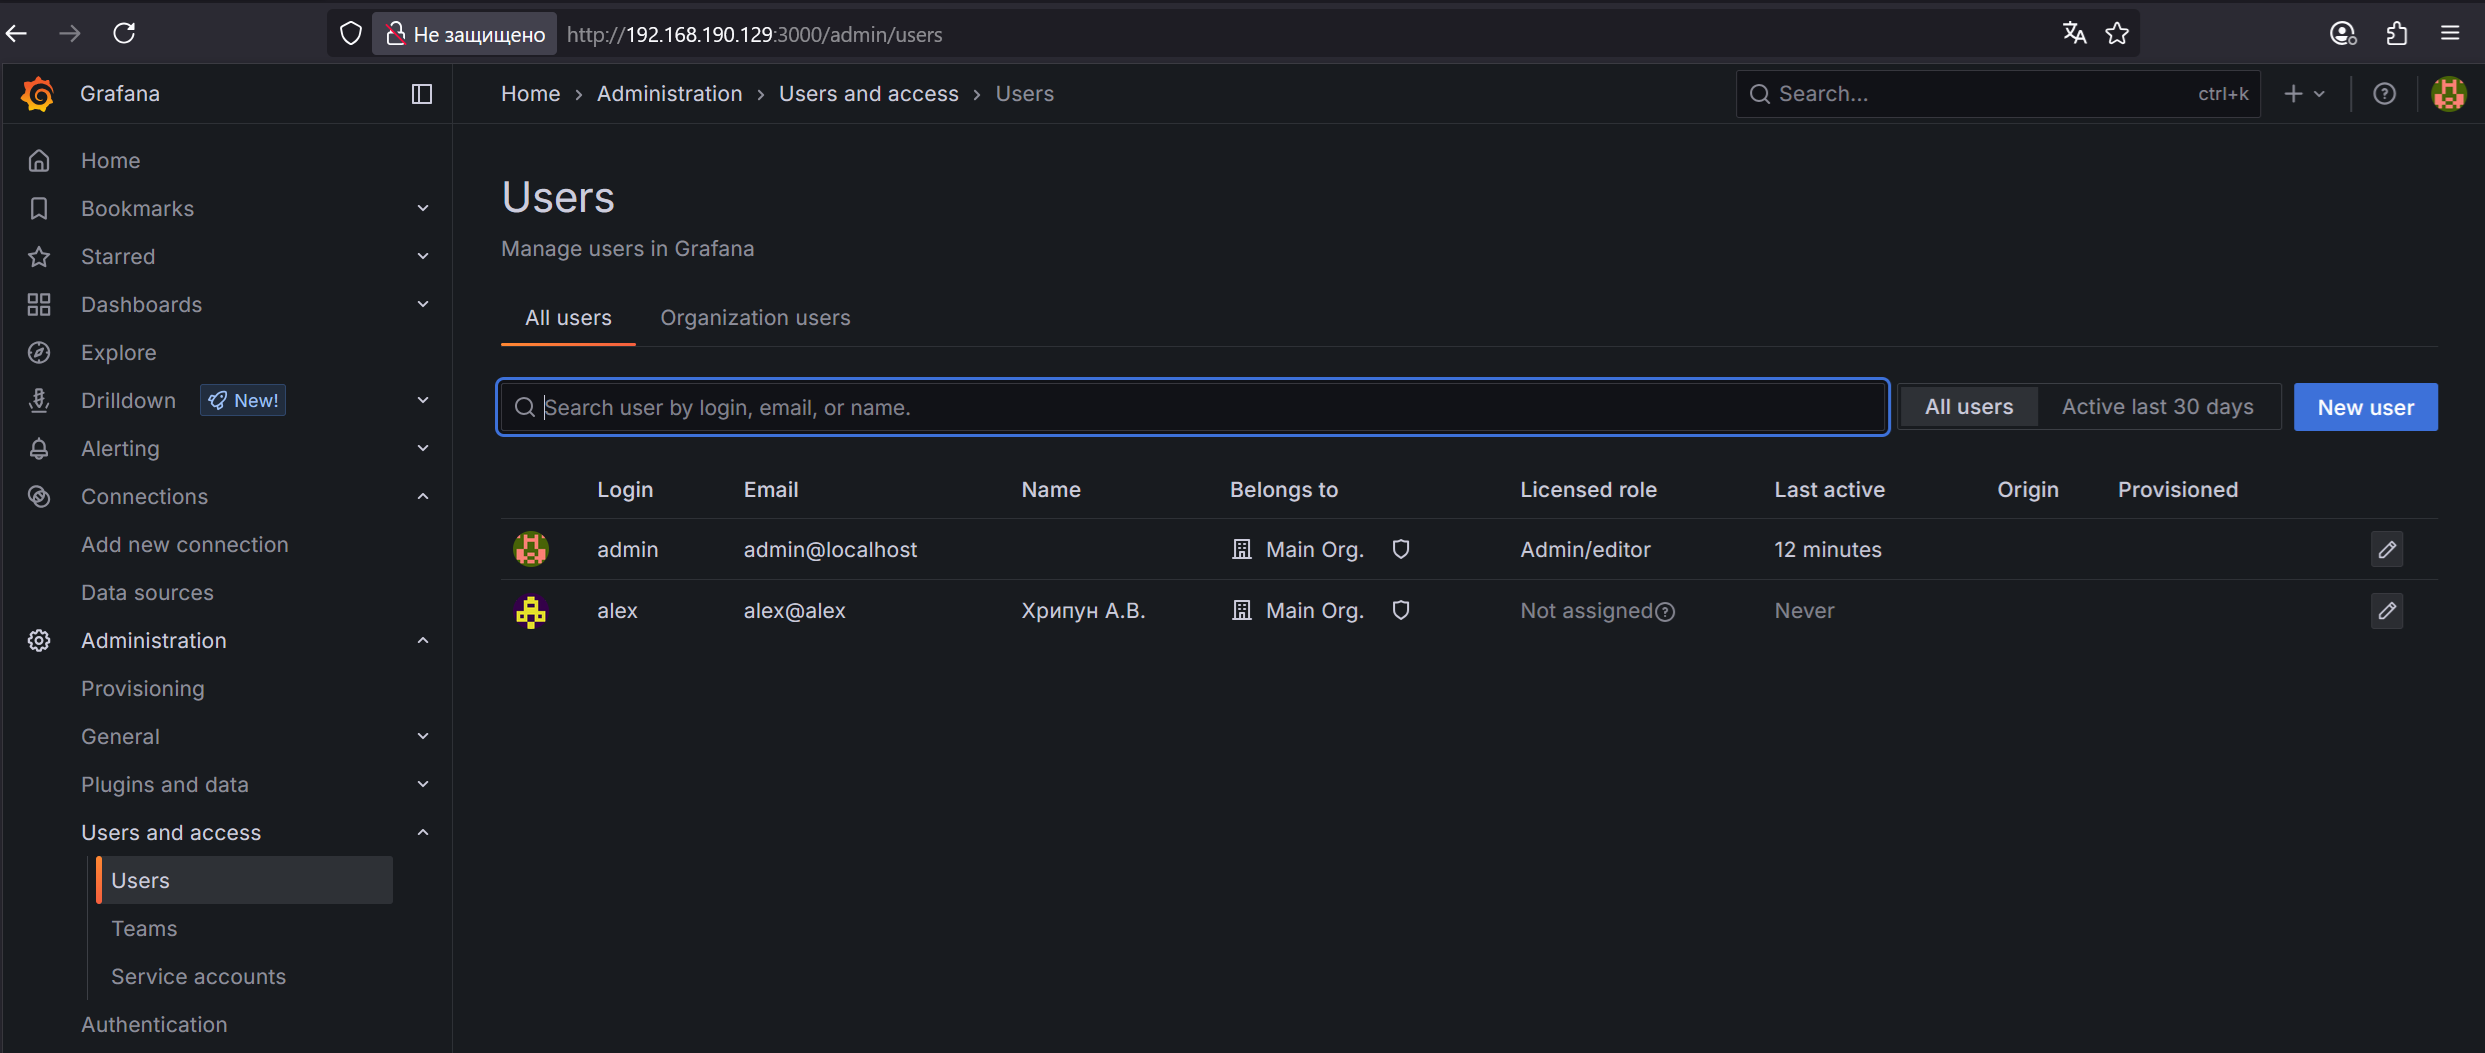 Не защищено http://192.168.190.129:3000/admin/users
Grafana
Home › Administration › Users and access › Users
Search... ctrl+k
Home
Bookmarks
Starred
Dashboards
Explore
Drilldown New!
Alerting
Connections
Add new connection
Data sources
Administration
Provisioning
General
Plugins and data
Users and access
Users
Teams
Service accounts
Authentication
Users
Manage users in Grafana
All users Organization users
Search user by login, email, or name. All users Active last 30 days New user
Login Email Name Belongs to Licensed role Last active Origin Provisioned
admin admin@localhost Main Org. Admin/editor 12 minutes
alex alex@alex Хрипун А.В. Main Org. Not assigned Never